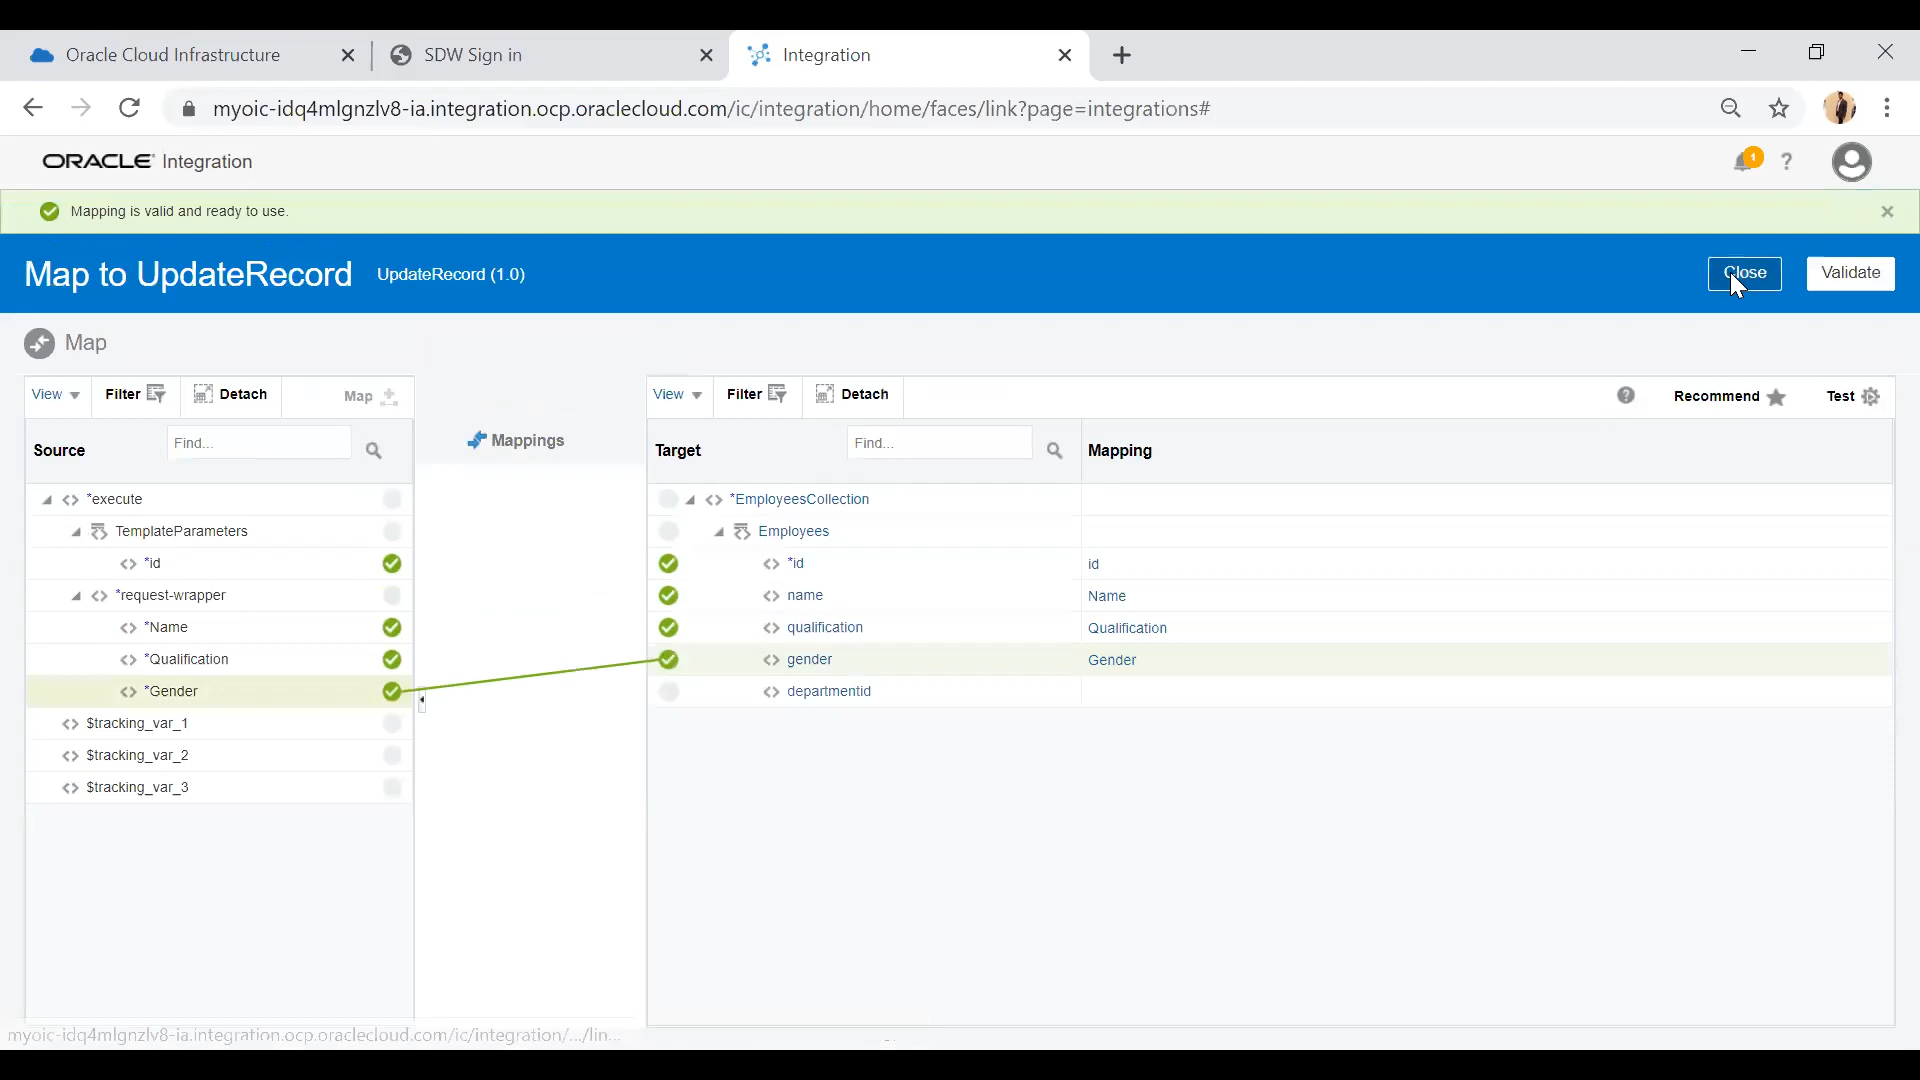 Oracle Cloud Infrastructure
SDW Sign in
Integration
myoic-idq4mlgnzlv8-ia.integration.ocp.oraclecloud.com/ic/integration/home/faces/link?page=integrations#
ORACLE Integration
1
?
Mapping is valid and ready to use.
Map to UpdateRecord UpdateRecord (1.0)
Close
Validate
Map
View Filter Detach Map
View Filter Detach
? Recommend Test
Source Find...
Mappings
Target Find... Mapping
*execute
*EmployeesCollection
TemplateParameters
Employees
*id
*id id
*request-wrapper
name Name
*Name
qualification Qualification
*Qualification
gender Gender
*Gender
departmentid
$tracking_var_1
$tracking_var_2
$tracking_var_3
myoic-idq4mlgnzlv8-ia.integration.ocp.oraclecloud.com/ic/integration/.../lin...